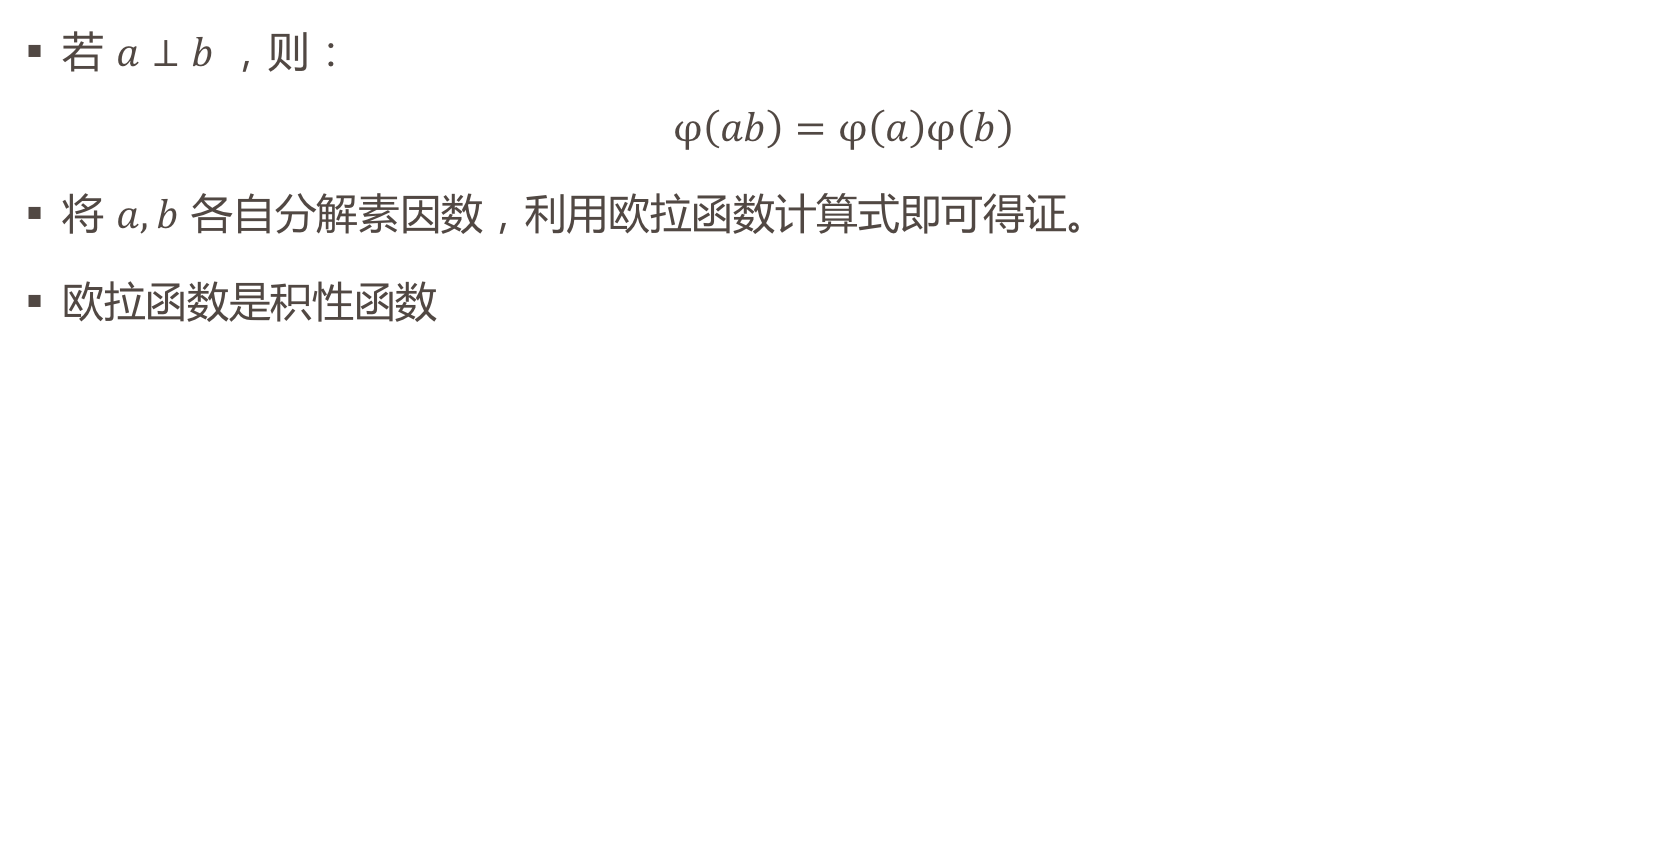 ▪ 若 a ⊥ b ，则：
φ(ab) = φ(a)φ(b)
▪ 将 a, b 各自分解素因数，利用欧拉函数计算式即可得证。
▪ 欧拉函数是积性函数